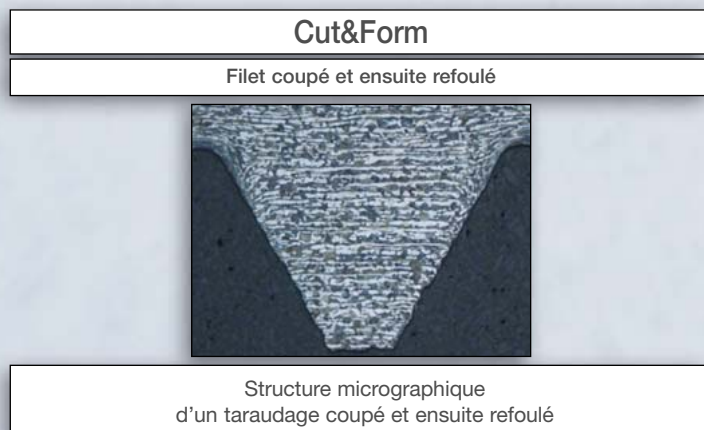 Cut&Form
Filet coupé et ensuite refoulé
Structure micrographique
d'un taraudage coupé et ensuite refoulé